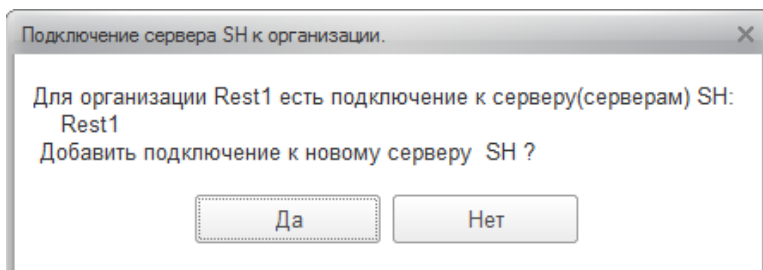 Подключение сервера SH к организации.
Для организации Rest1 есть подключение к серверу(серверам) SH:
Rest1
Добавить подключение к новому серверу SH ?
Да
Нет